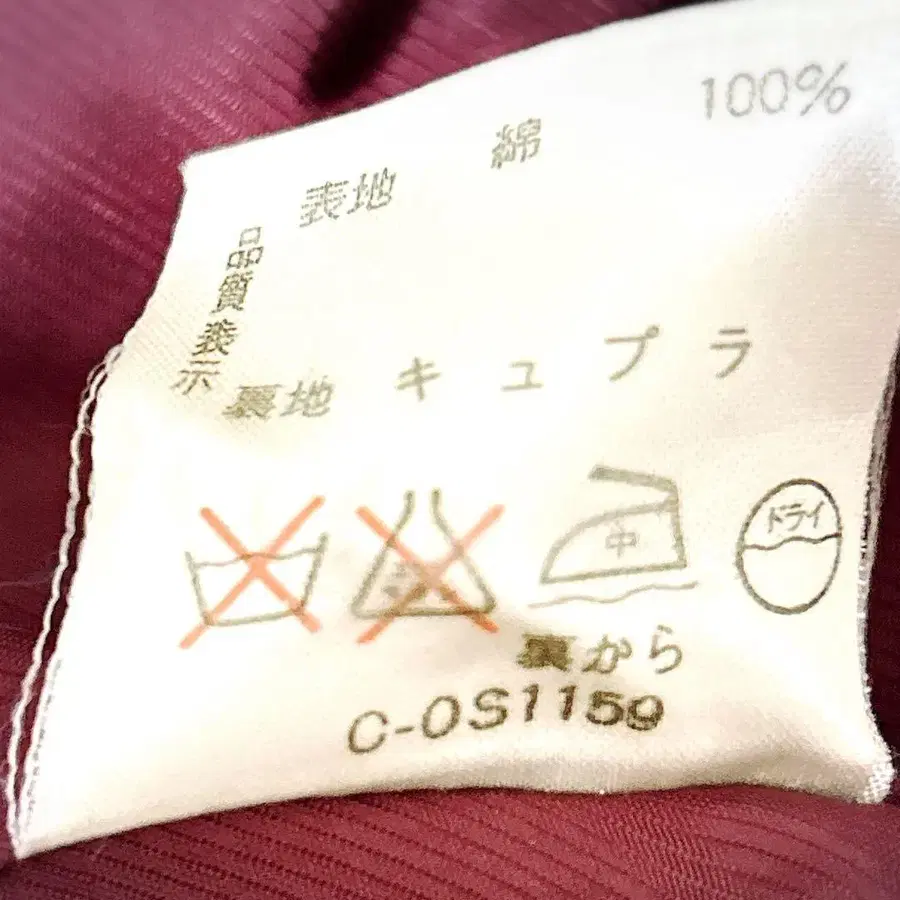 品質表示
表地 綿 100%
裏地 キュプラ
中
ドライ
裏から
C-OS1159